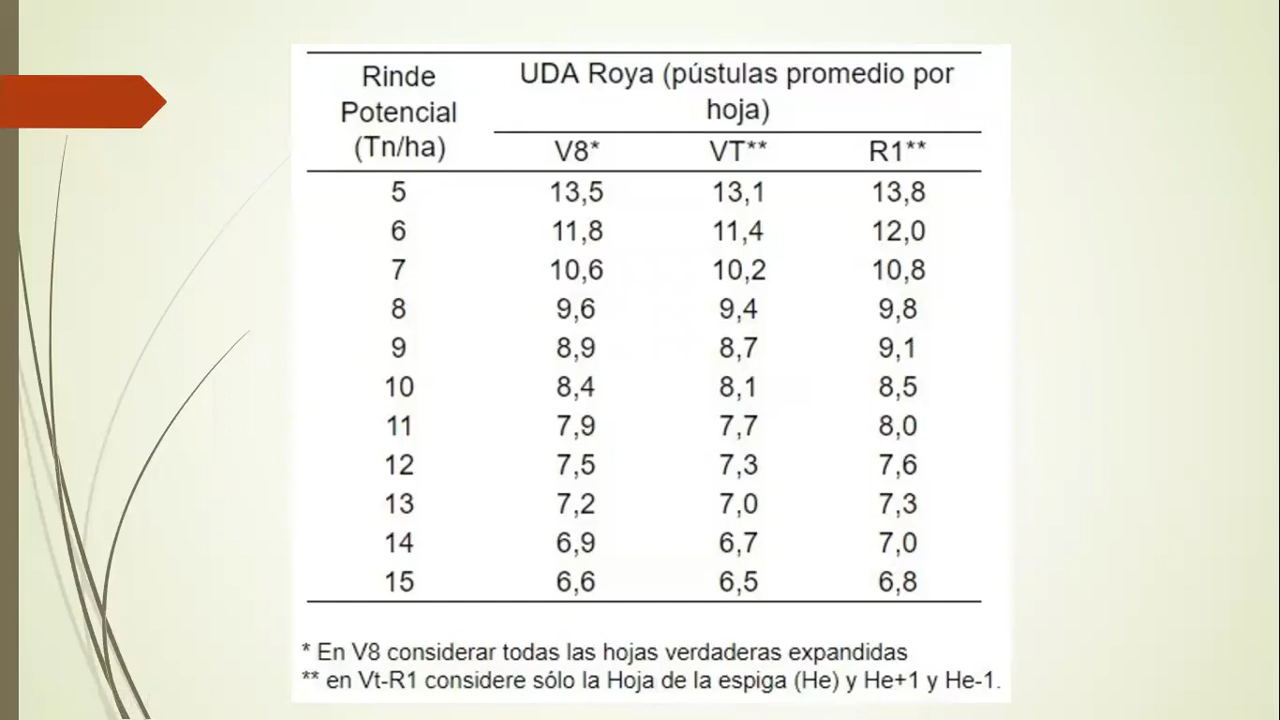 Rinde
Potencial
(Tn/ha)
UDA Roya (pústulas promedio por
hoja)
V8* VT** R1**
5 13,5 13,1 13,8
6 11,8 11,4 12,0
7 10,6 10,2 10,8
8 9,6 9,4 9,8
9 8,9 8,7 9,1
10 8,4 8,1 8,5
11 7,9 7,7 8,0
12 7,5 7,3 7,6
13 7,2 7,0 7,3
14 6,9 6,7 7,0
15 6,6 6,5 6,8
* En V8 considerar todas las hojas verdaderas expandidas
** en Vt-R1 considere sólo la Hoja de la espiga (He) y He+1 y He-1.